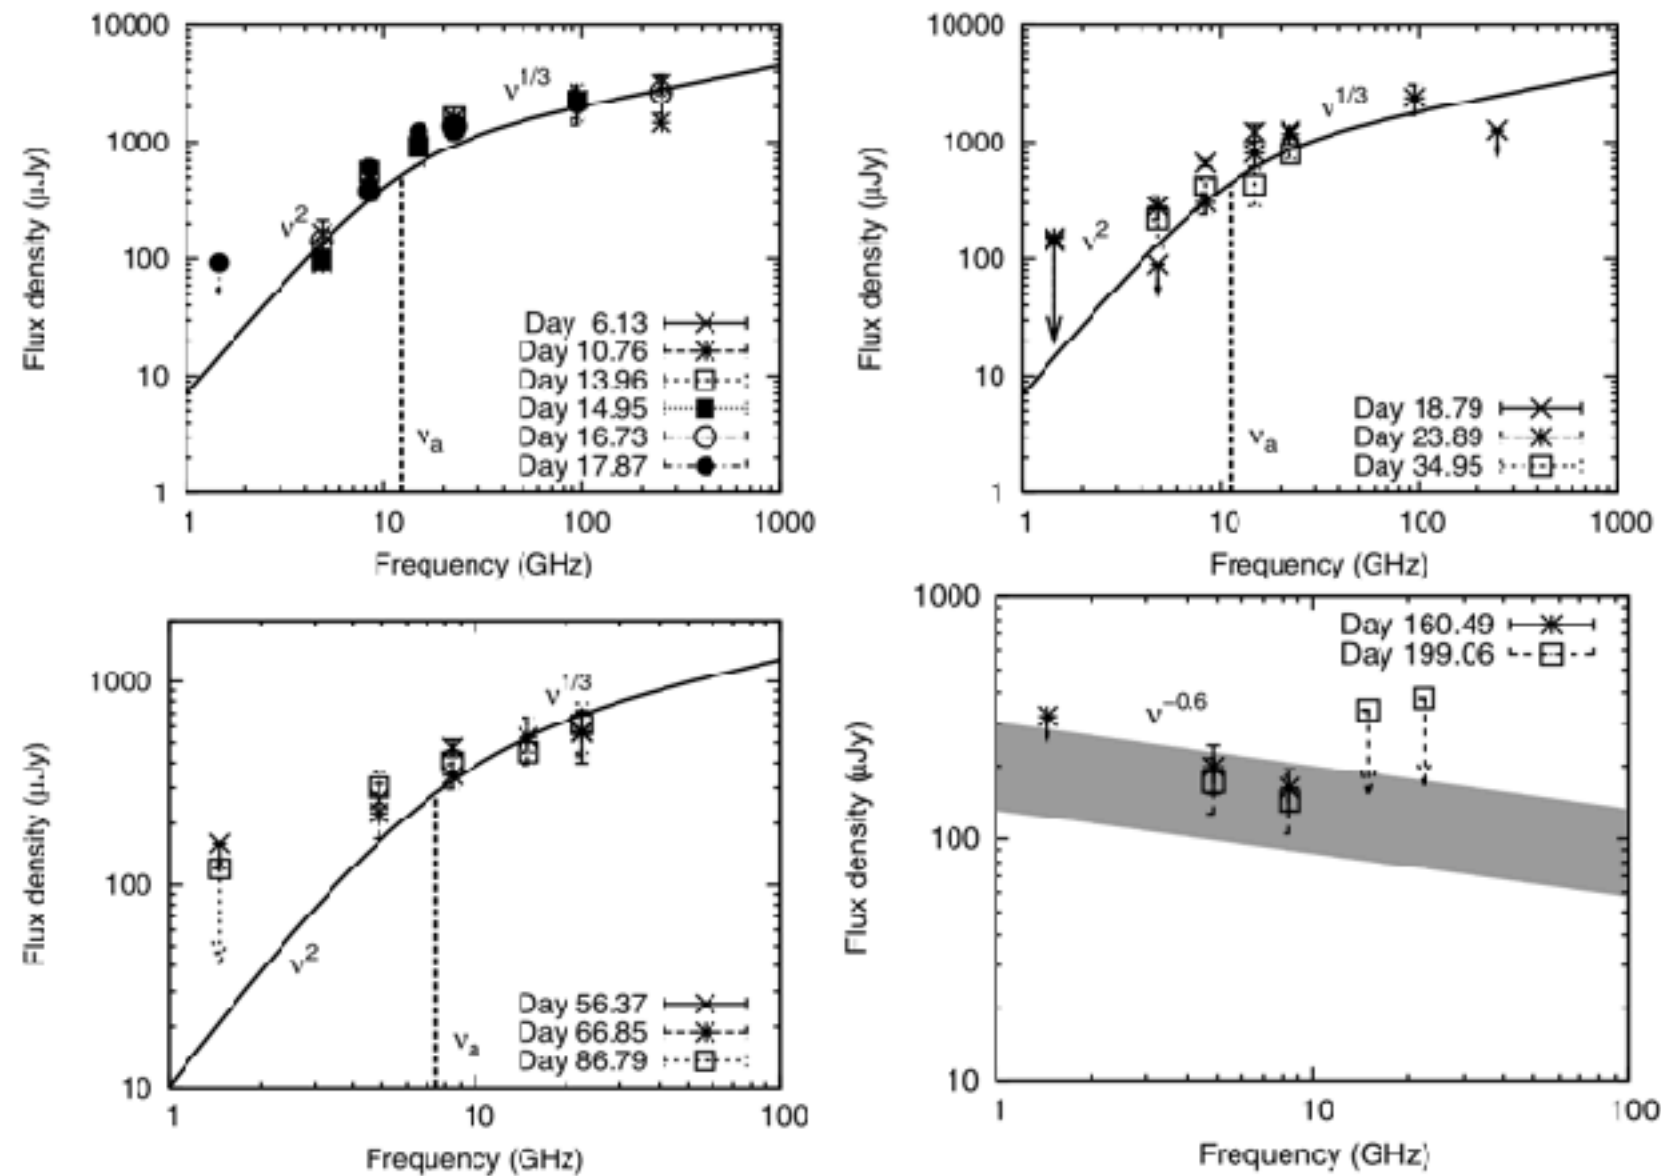 10000
1000
100
10
1
Flux density (μJy)
ν^2
ν^1/3
ν_a
Day 6.13
Day 10.76
Day 13.96
Day 14.95
Day 16.73
Day 17.87
1 10 100 1000
Frequency (GHz)
10000
1000
100
10
1
Flux density (μJy)
ν^2
ν^1/3
ν_a
Day 18.79
Day 23.89
Day 34.95
1 10 100 1000
Frequency (GHz)
1000
100
10
Flux density (μJy)
ν^1/3
ν^2
ν_a
Day 56.37
Day 66.85
Day 86.79
1 10 100
Frequency (GHz)
1000
100
10
Flux density (μJy)
Day 160.49
Day 199.06
ν^−0.6
1 10 100
Frequency (GHz)